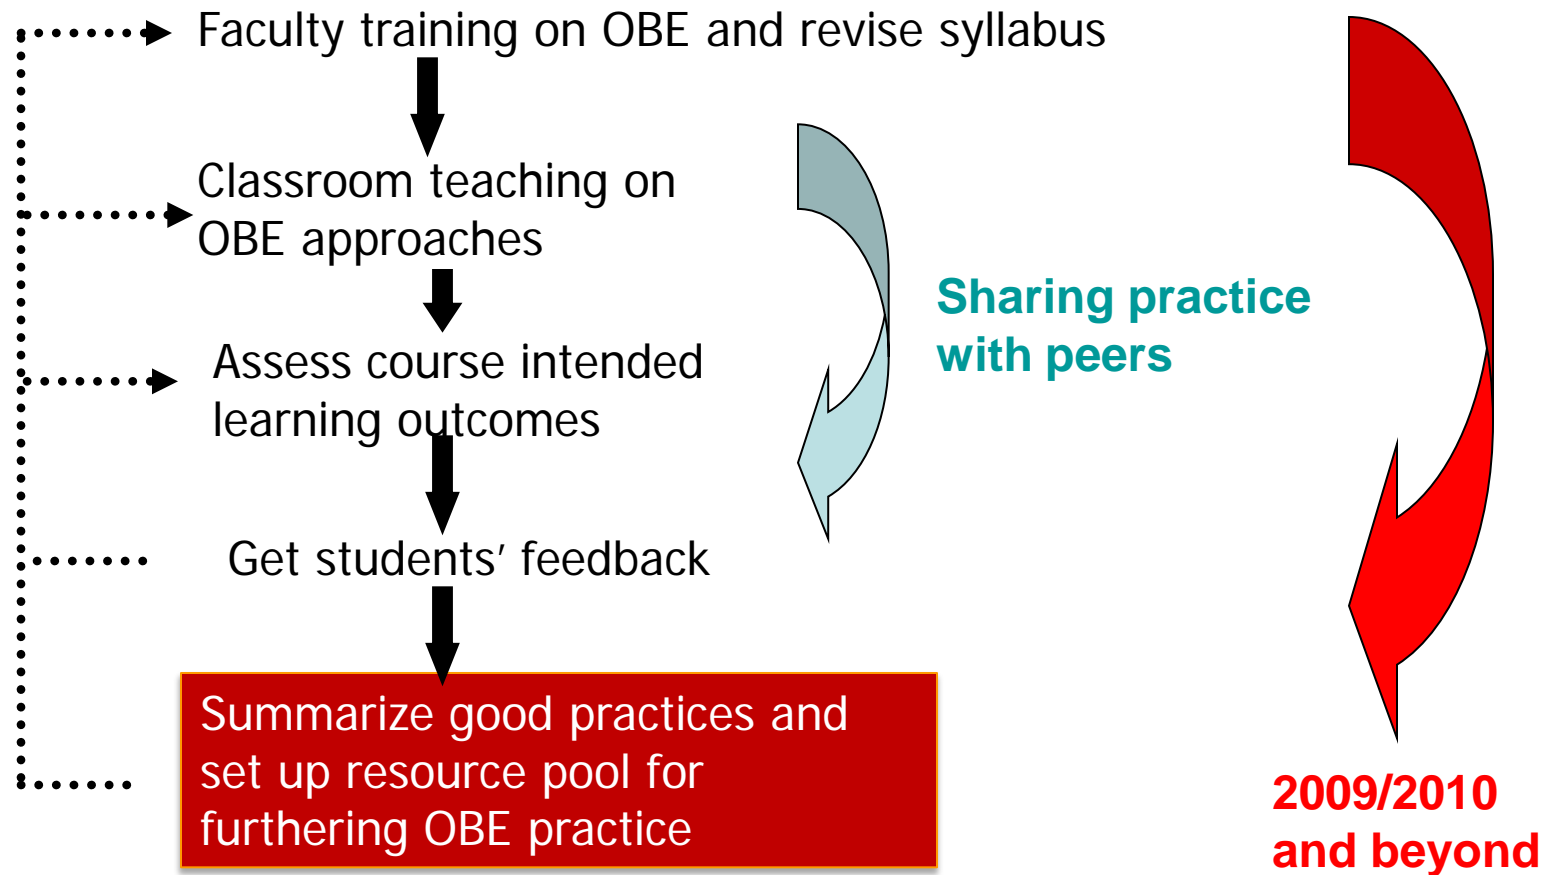 Faculty training on OBE and revise syllabus
Classroom teaching on
OBE approaches
Sharing practice
with peers
Assess course intended
learning outcomes
Get students’ feedback
Summarize good practices and
set up resource pool for
furthering OBE practice
2009/2010
and beyond